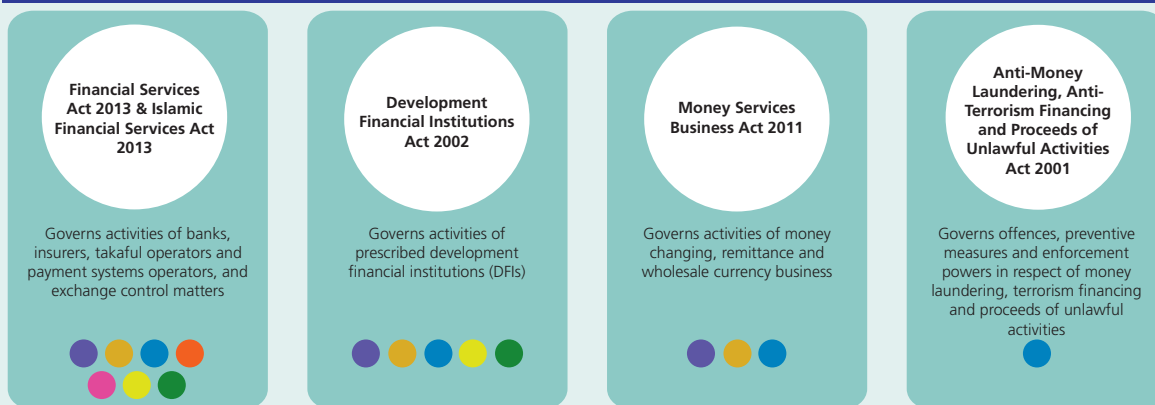 Financial Services
Act 2013 & Islamic
Financial Services Act
2013
Governs activities of banks,
insurers, takaful operators and
payment systems operators, and
exchange control matters
Development
Financial Institutions
Act 2002
Governs activities of
prescribed development
financial institutions (DFIs)
Money Services
Business Act 2011
Governs activities of money
changing, remittance and
wholesale currency business
Anti-Money
Laundering, Anti-
Terrorism Financing
and Proceeds of
Unlawful Activities
Act 2001
Governs offences, preventive
measures and enforcement
powers in respect of money
laundering, terrorism financing
and proceeds of unlawful
activities